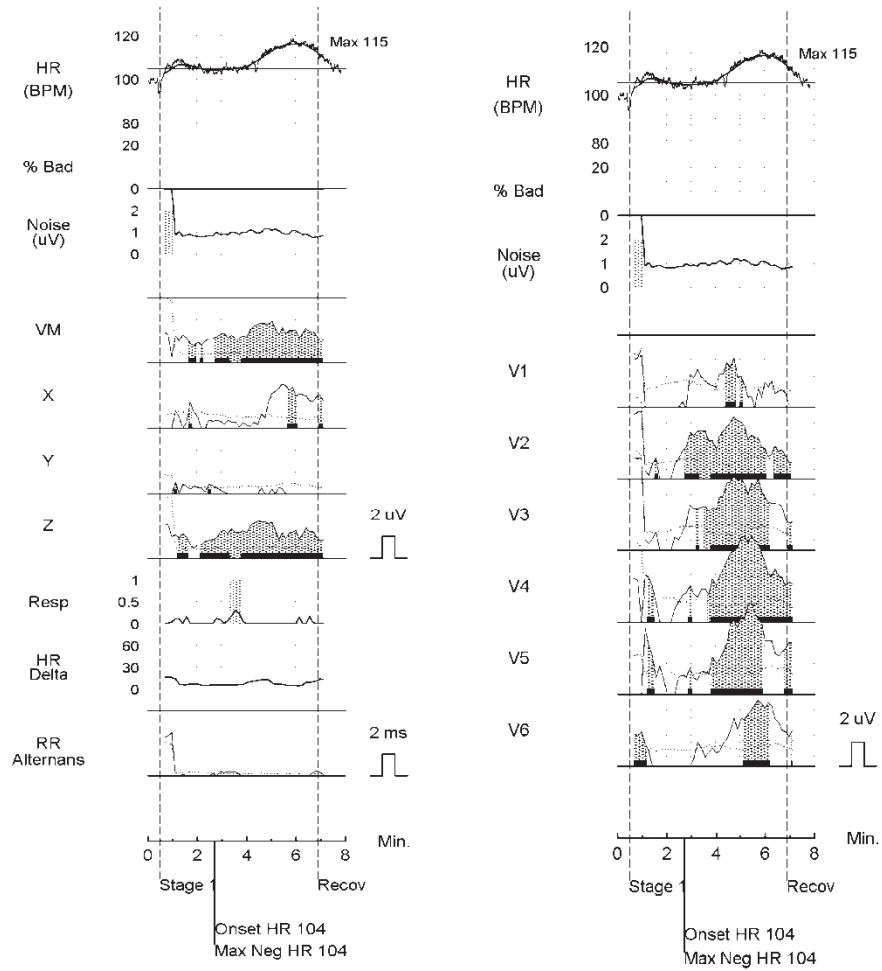 120
Max 115
HR
(BPM)
100
80
20
% Bad
0
Noise
(uV)
2
1
0
VM
X
Y
Z
2 uV
Resp
1
0.5
0
HR
Delta
60
30
0
RR
Alternans
2 ms
0 2 4 6 8
Min.
Stage 1
Recov
Onset HR 104
Max Neg HR 104
120
Max 115
HR
(BPM)
100
80
20
% Bad
0
Noise
(uV)
2
1
0
V1
V2
V3
V4
V5
V6
2 uV
0 2 4 6 8
Min.
Stage 1
Recov
Onset HR 104
Max Neg HR 104